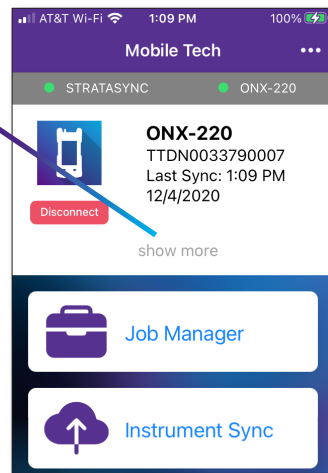 AT&T Wi-Fi 1:09 PM 100%
Mobile Tech
STRATASYNC ONX-220
ONX-220
TTDN0033790007
Last Sync: 1:09 PM
12/4/2020
Disconnect
show more
Job Manager
Instrument Sync